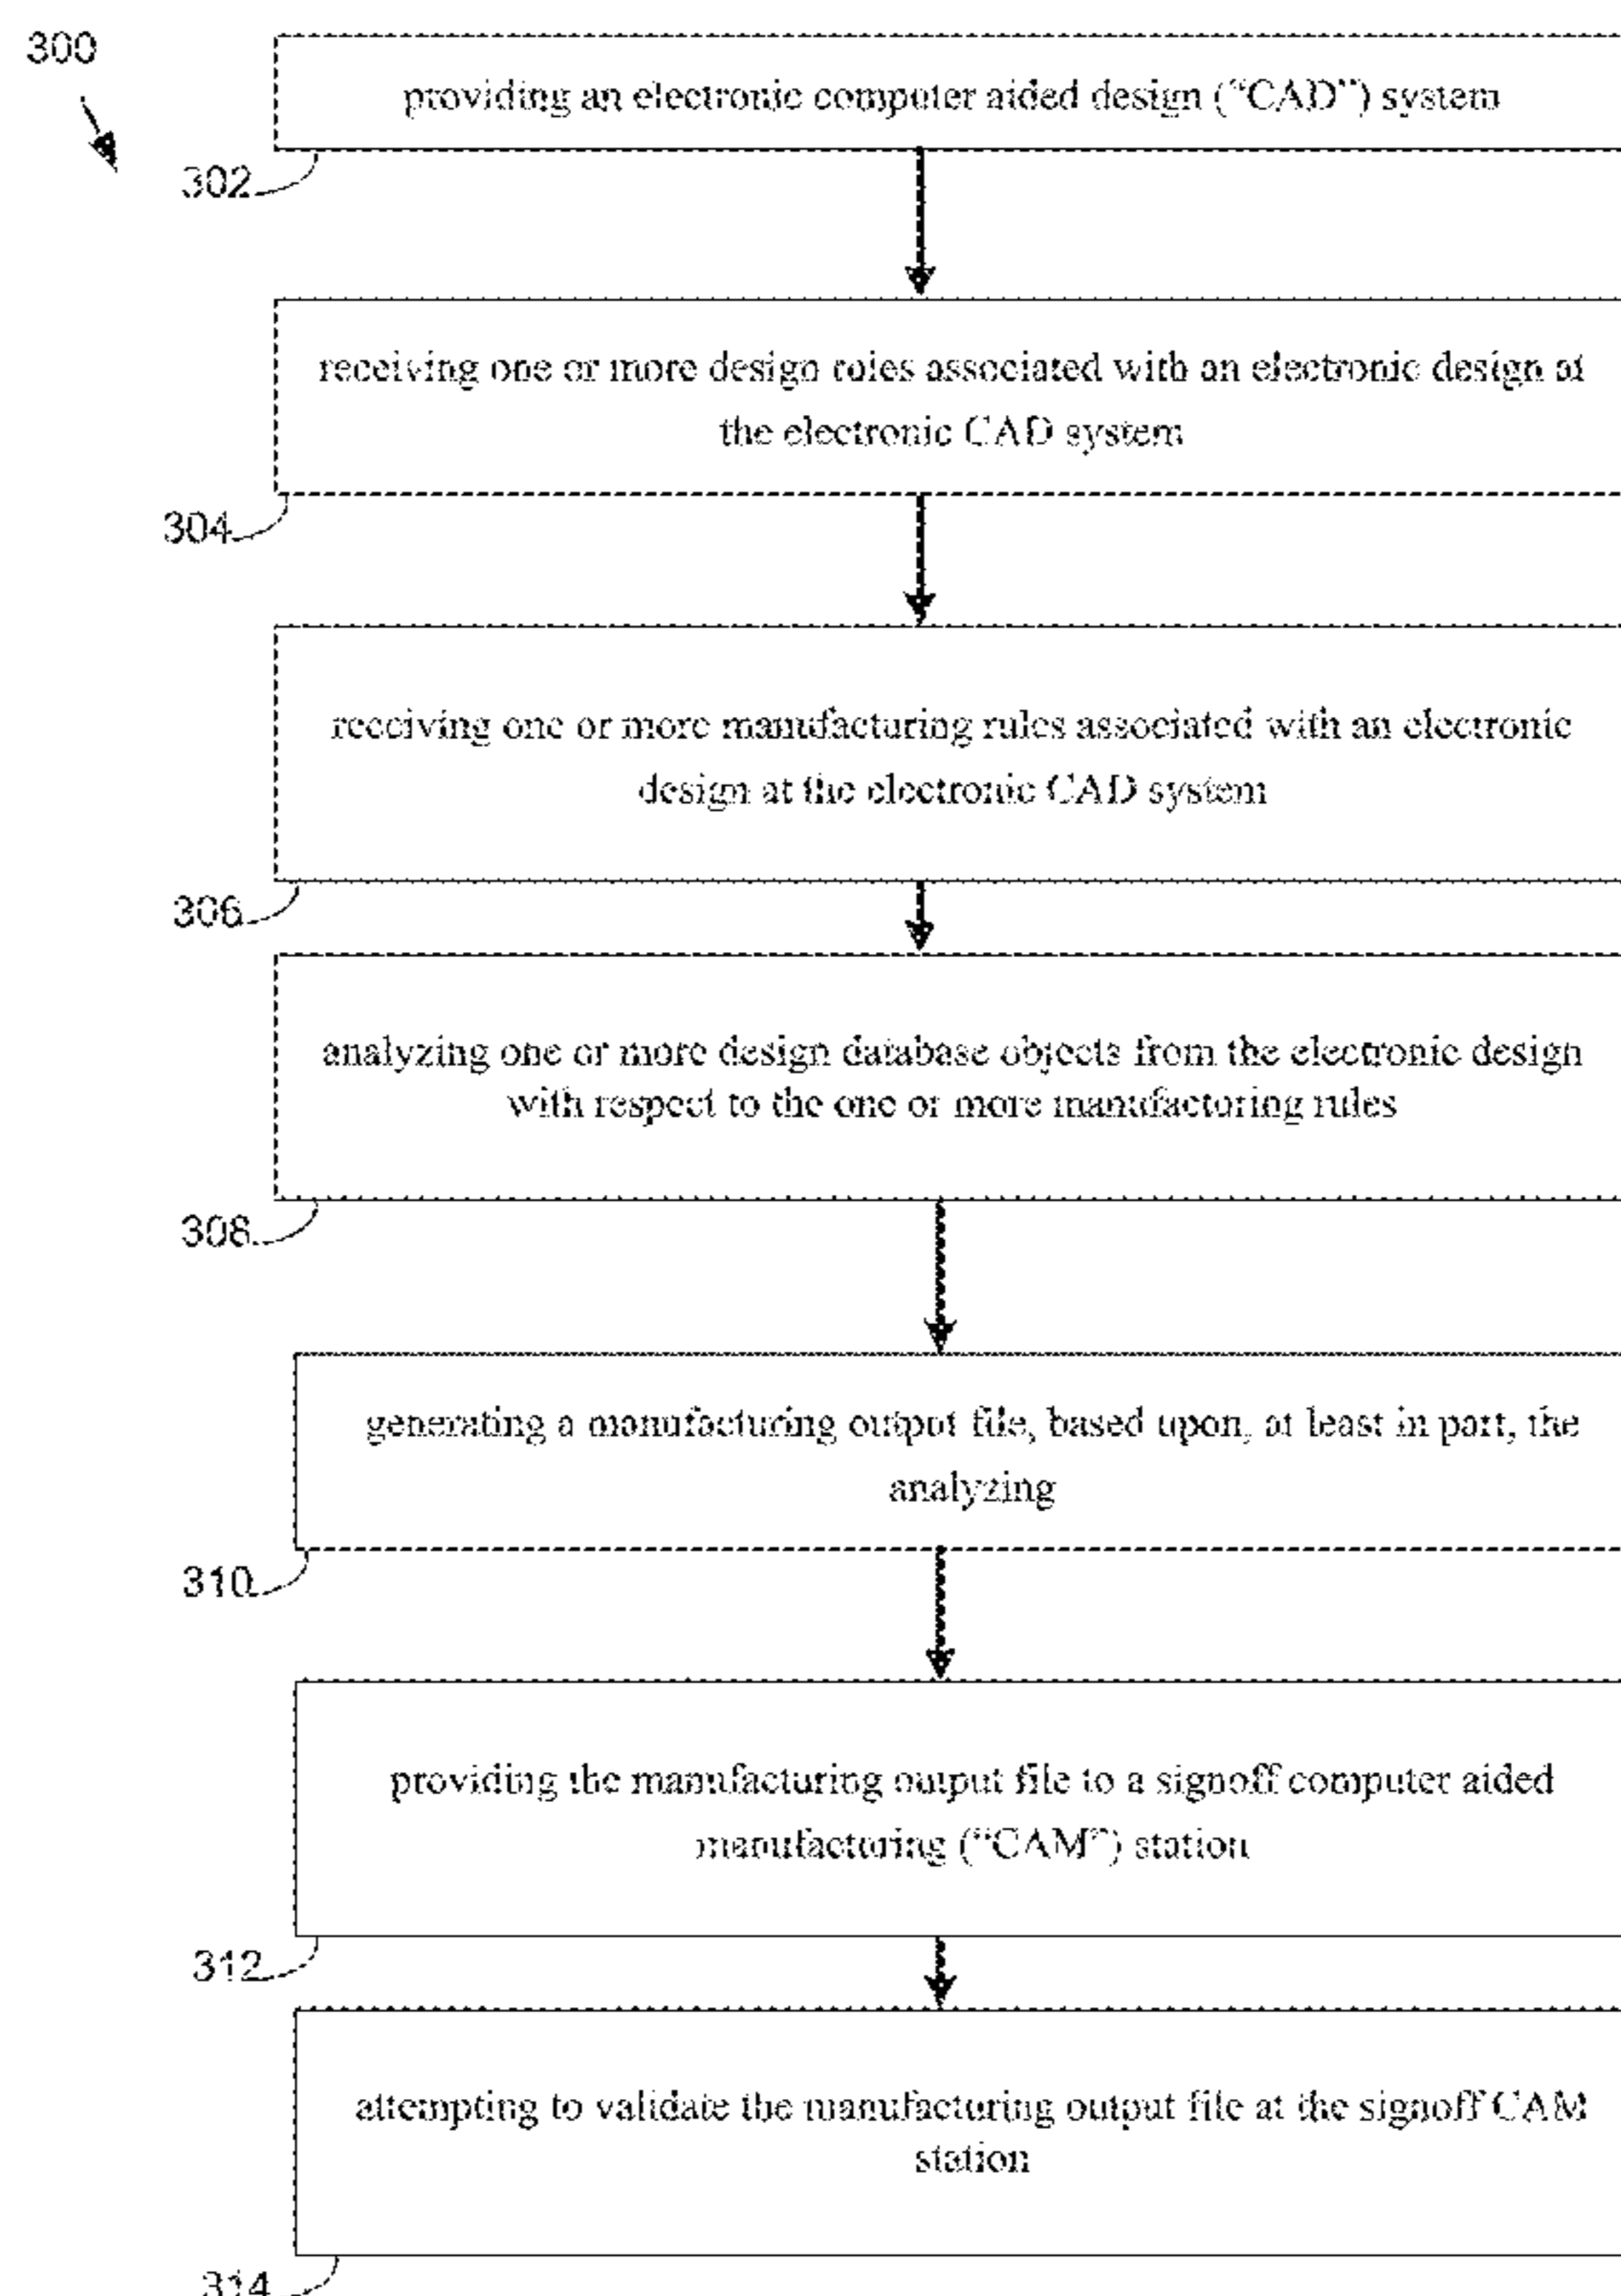 300
providing an electronic computer aided design (“CAD”) system
302
receiving one or more design rules associated with an electronic design at
the electronic CAD system
304
receiving one or more manufacturing rules associated with an electronic
design at the electronic CAD system
306
analyzing one or more design database objects from the electronic design
with respect to the one or more manufacturing rules
308
generating a manufacturing output file, based upon, at least in part, the
analyzing
310
providing the manufacturing output file to a signoff computer aided
manufacturing (“CAM”) station
312
attempting to validate the manufacturing output file at the signoff CAM
station
314